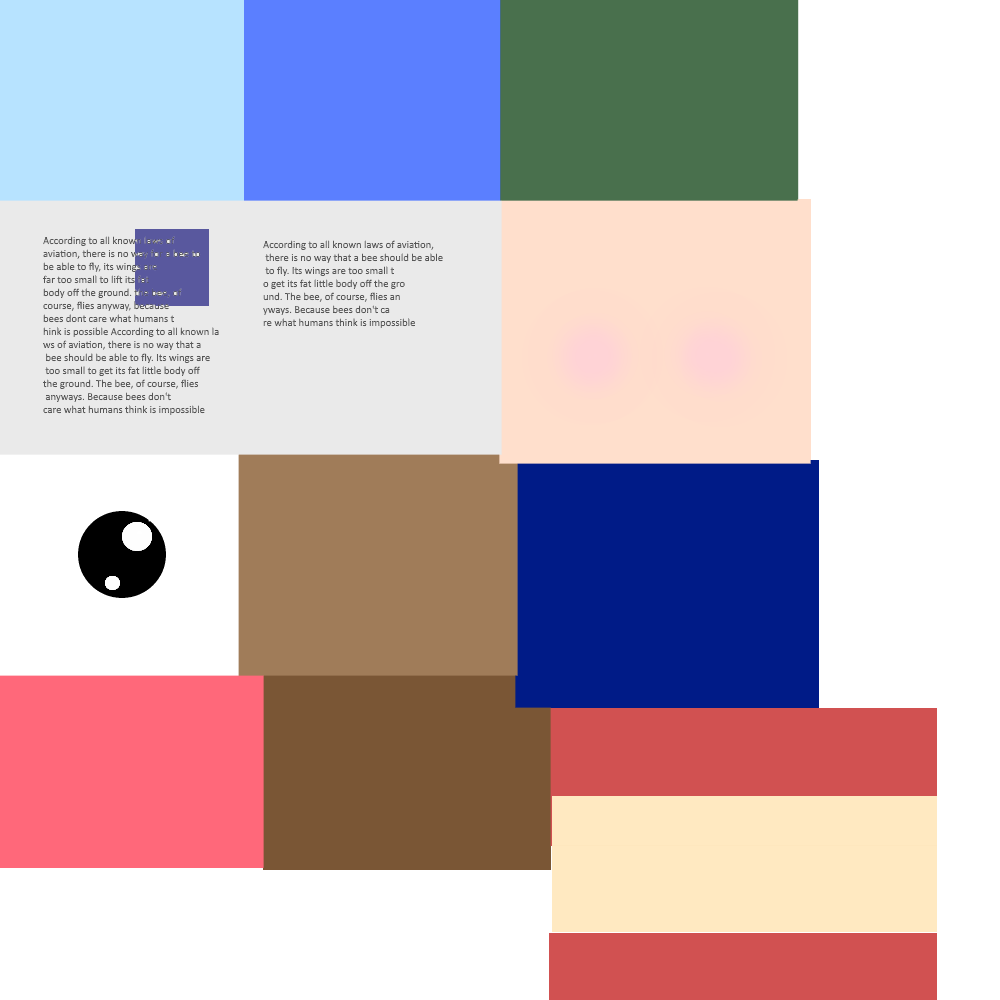 According to all known laws of
aviation, there is no way
be able to fly, its wings
far too small to lift its
body off the ground.
course, flies anyway, because
bees dont care what humans t
hink is possible According to all known la
ws of aviation, there is no way that a
bee should be able to fly. Its wings are
too small to get its fat little body off
the ground. The bee, of course, flies
anyways. Because bees don't
care what humans think is impossible
According to all known laws of aviation,
there is no way that a bee should be able
to fly. Its wings are too small t
o get its fat little body off the gro
und. The bee, of course, flies an
yways. Because bees don't ca
re what humans think is impossible